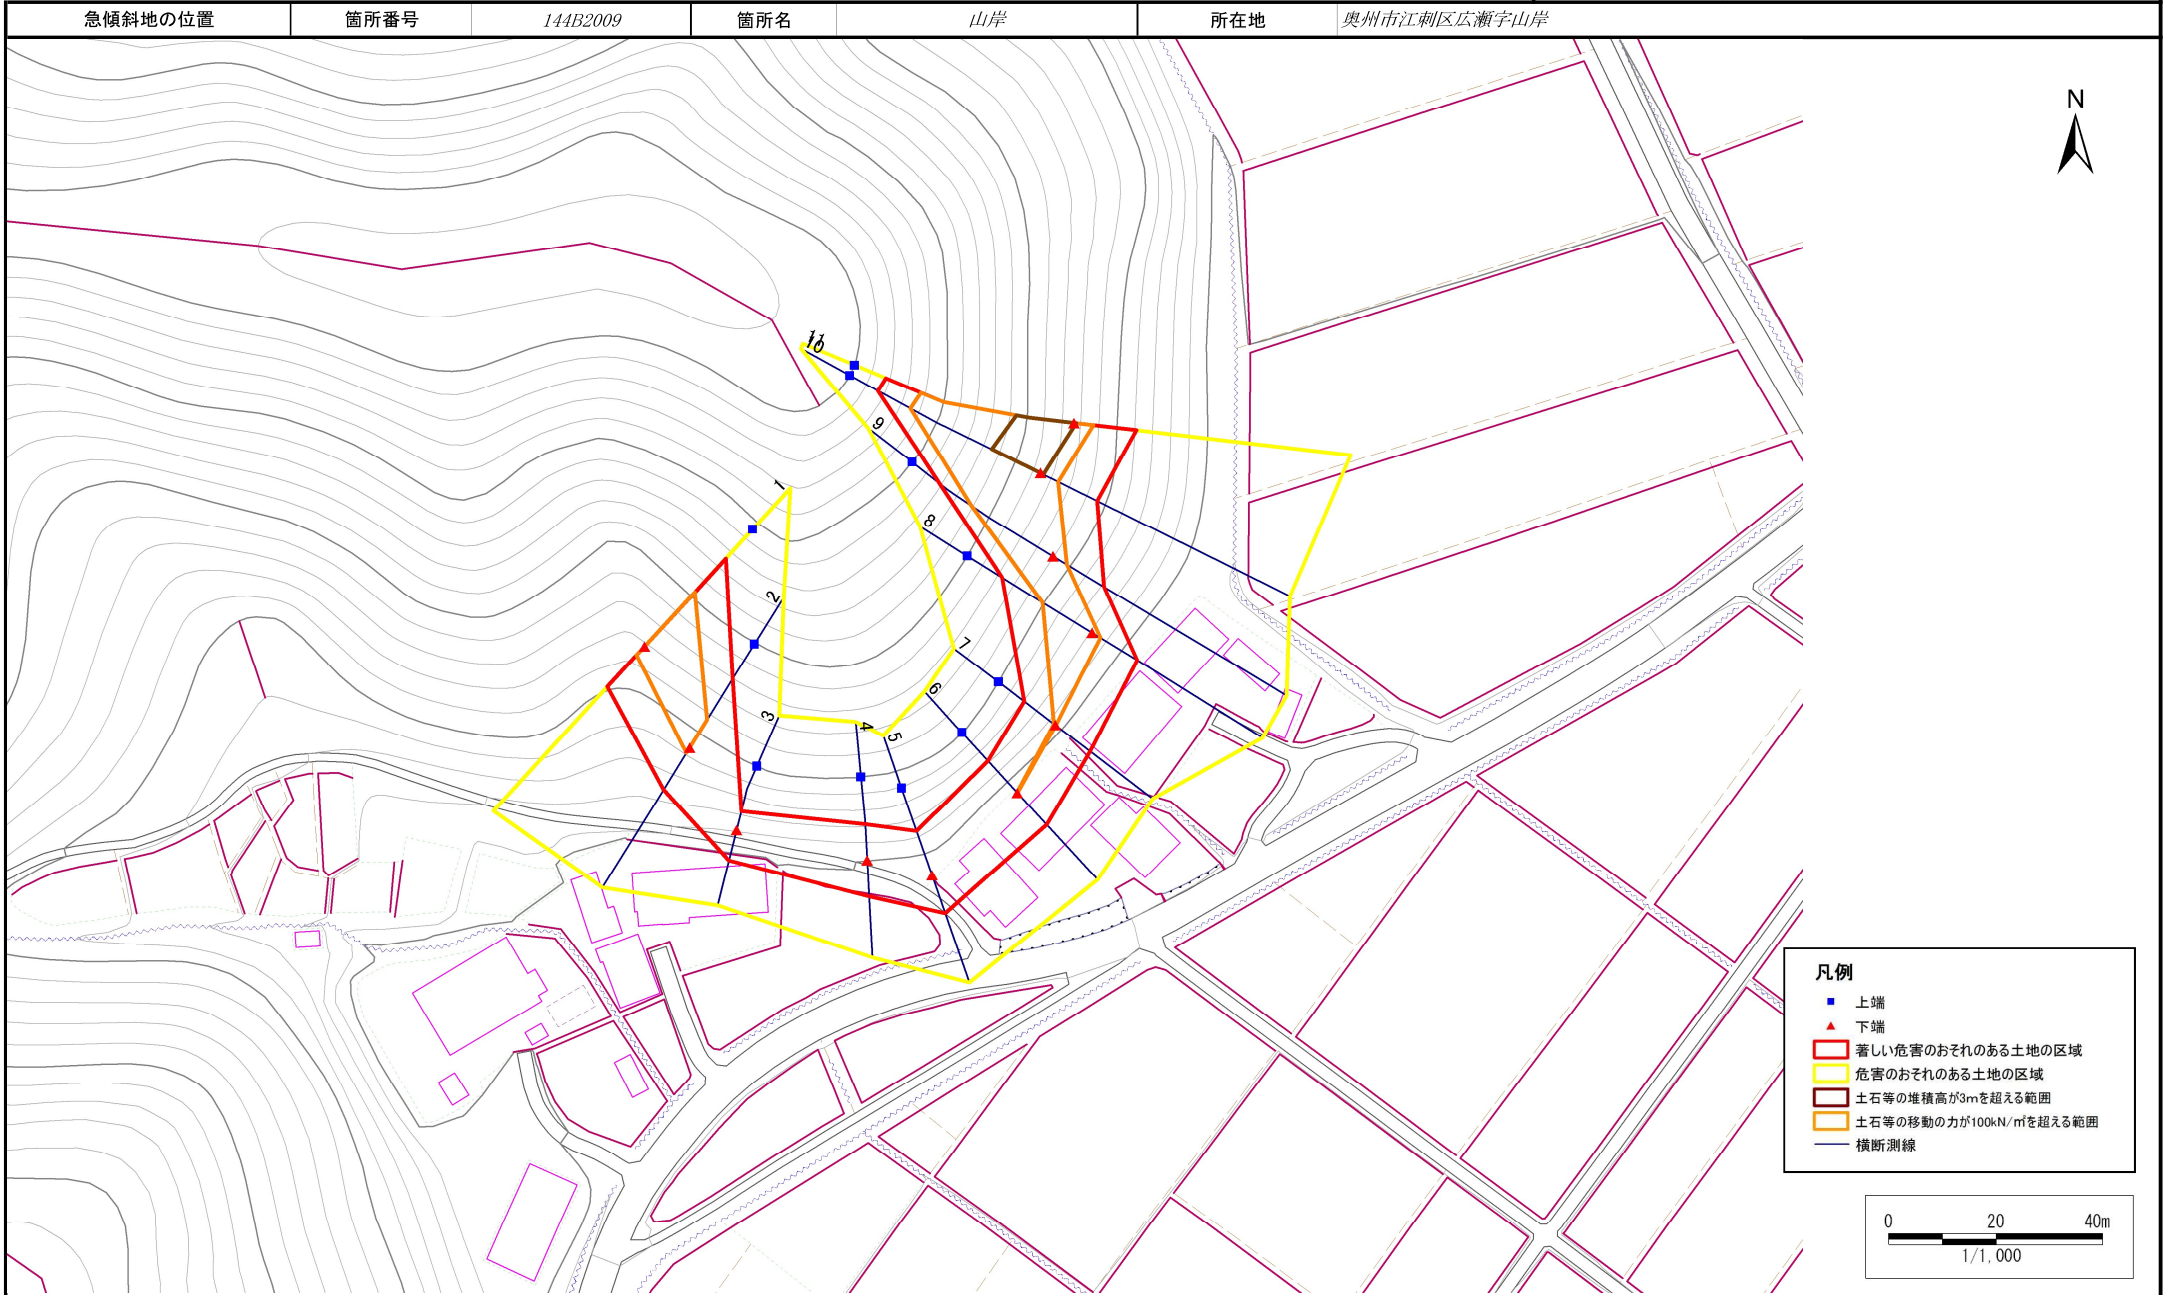 急傾斜地の位置 箇所番号 144B2009 箇所名 山岸 所在地 奥州市江刺区広瀬字山岸
N
11
10
9
1
8
2
7
6
3
4
5
凡例
上端
下端
著しい危害のおそれのある土地の区域
危害のおそれのある土地の区域
土石等の堆積高が3mを超える範囲
土石等の移動の力が100kN/㎡を超える範囲
横断測線
0 20 40m
1/1,000